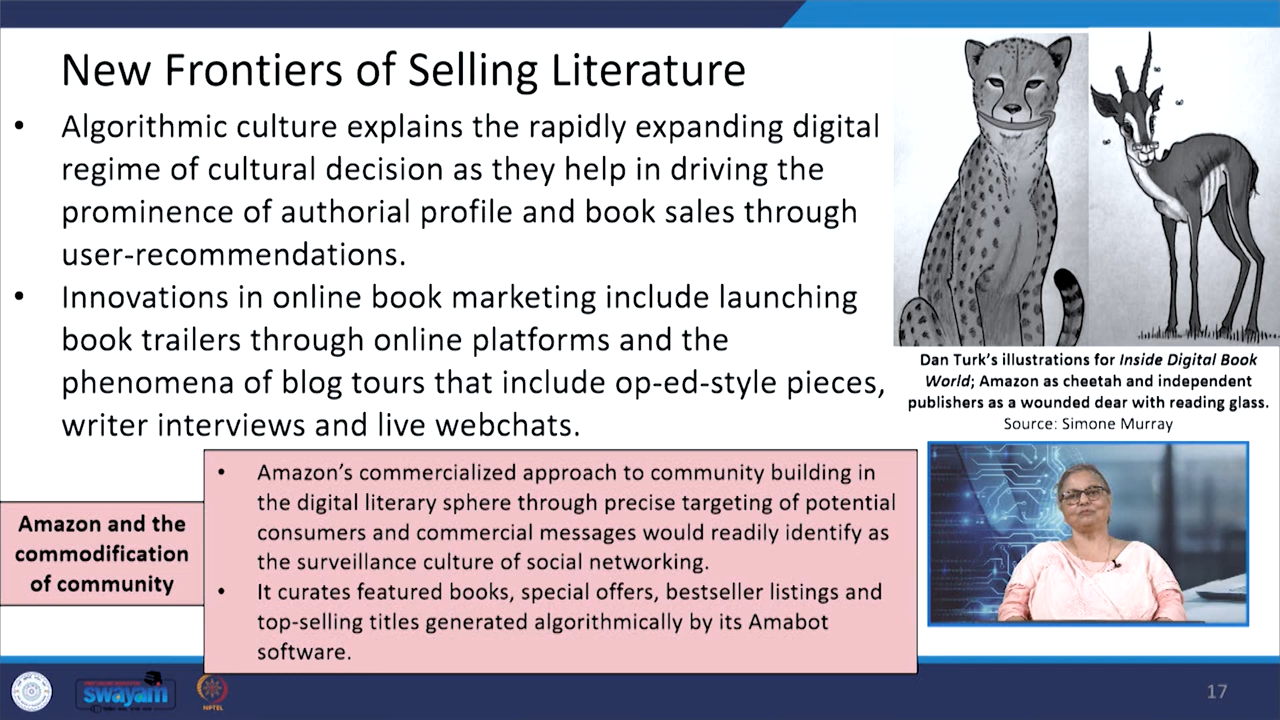 New Frontiers of Selling Literature
• Algorithmic culture explains the rapidly expanding digital
regime of cultural decision as they help in driving the
prominence of authorial profile and book sales through
user-recommendations.
• Innovations in online book marketing include launching
book trailers through online platforms and the
phenomena of blog tours that include op-ed-style pieces,
writer interviews and live webchats.
Dan Turk's illustrations for Inside Digital Book
World; Amazon as cheetah and independent
publishers as a wounded dear with reading glass.
Source: Simone Murray
Amazon and the
commodification
of community
• Amazon's commercialized approach to community building in
the digital literary sphere through precise targeting of potential
consumers and commercial messages would readily identify as
the surveillance culture of social networking.
• It curates featured books, special offers, bestseller listings and
top-selling titles generated algorithmically by its Amabot
software.
swayam
NPTEL
17